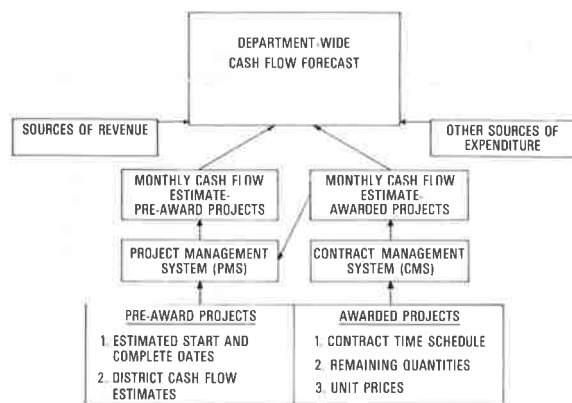 DEPARTMENT-WIDE
CASH FLOW FORECAST
SOURCES OF REVENUE
OTHER SOURCES OF
EXPENDITURE
MONTHLY CASH FLOW
ESTIMATE-
PRE-AWARD PROJECTS
MONTHLY CASH FLOW
ESTIMATE-
AWARDED PROJECTS
PROJECT MANAGEMENT
SYSTEM (PMS)
CONTRACT MANAGEMENT
SYSTEM (CMS)
PRE-AWARD PROJECTS
1. ESTIMATED START AND
COMPLETE DATES
2. DISTRICT CASH FLOW
ESTIMATES
AWARDED PROJECTS
1. CONTRACT TIME SCHEDULE
2. REMAINING QUANTITIES
3. UNIT PRICES